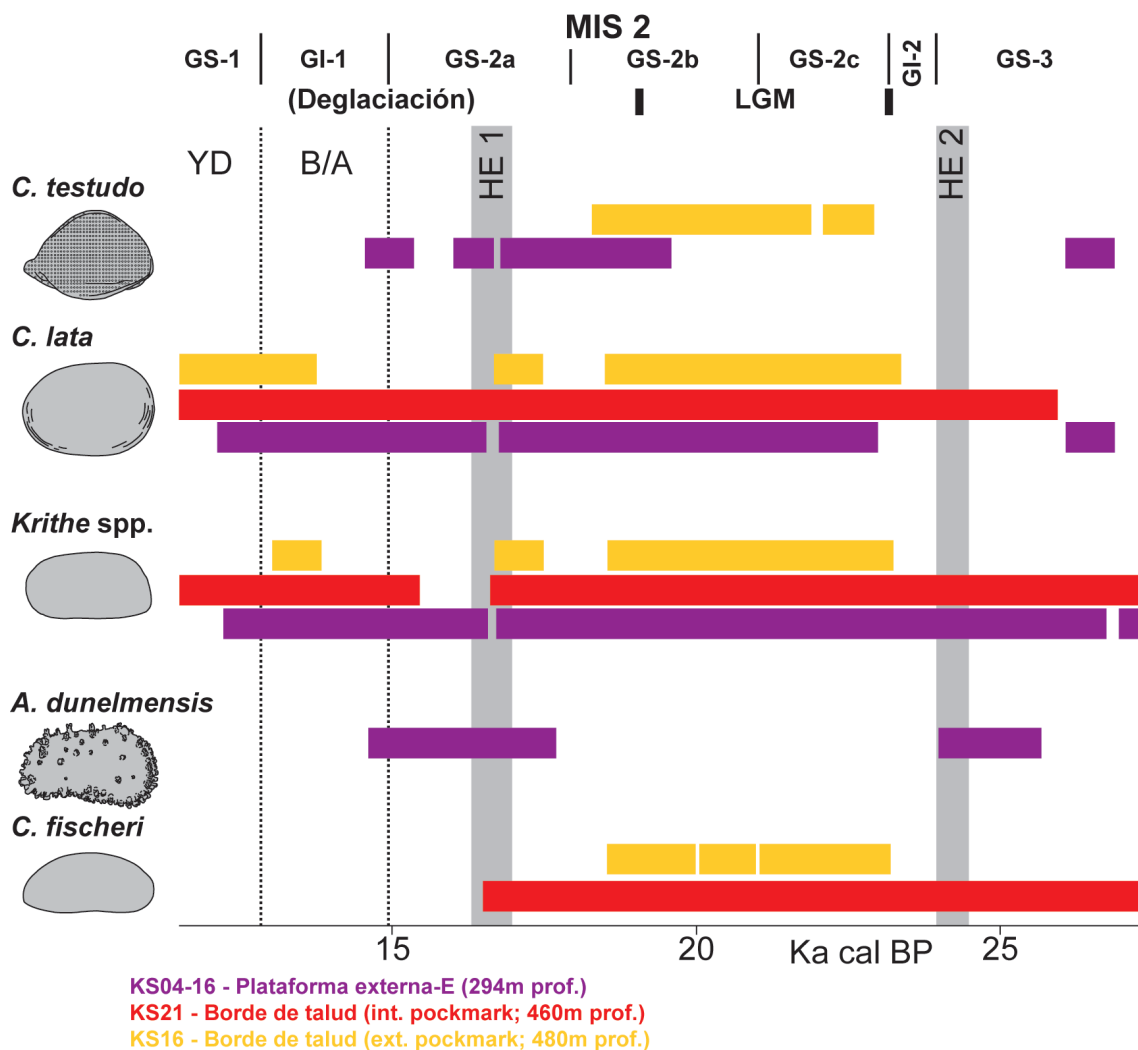 MIS 2
GS-1 GI-1 GS-2a GS-2b GS-2c GI-2 GS-3
(Deglaciación) LGM
YD B/A HE 1 HE 2
C. testudo
C. lata
Krithe spp.
A. dunelmensis
C. fischeri
15 20 Ka cal BP 25
KS04-16 - Plataforma externa-E (294m prof.)
KS21 - Borde de talud (int. pockmark; 460m prof.)
KS16 - Borde de talud (ext. pockmark; 480m prof.)